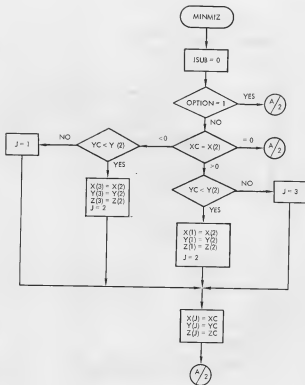 MINMIZ
JSUB = 0
OPTION = 1
YES
A/2
NO
XC - X(2)
= 0
A/2
< 0
> 0
YC < Y (2)
NO
J = 1
YES
X(3) = X(2)
Y(3) = Y(2)
Z(3) = Z(2)
J = 2
YC < Y(2)
NO
J = 3
YES
X(1) = X(2)
Y(1) = Y(2)
Z(1) = Z(2)
J = 2
X(J) = XC
Y(J) = YC
Z(J) = ZC
A/2